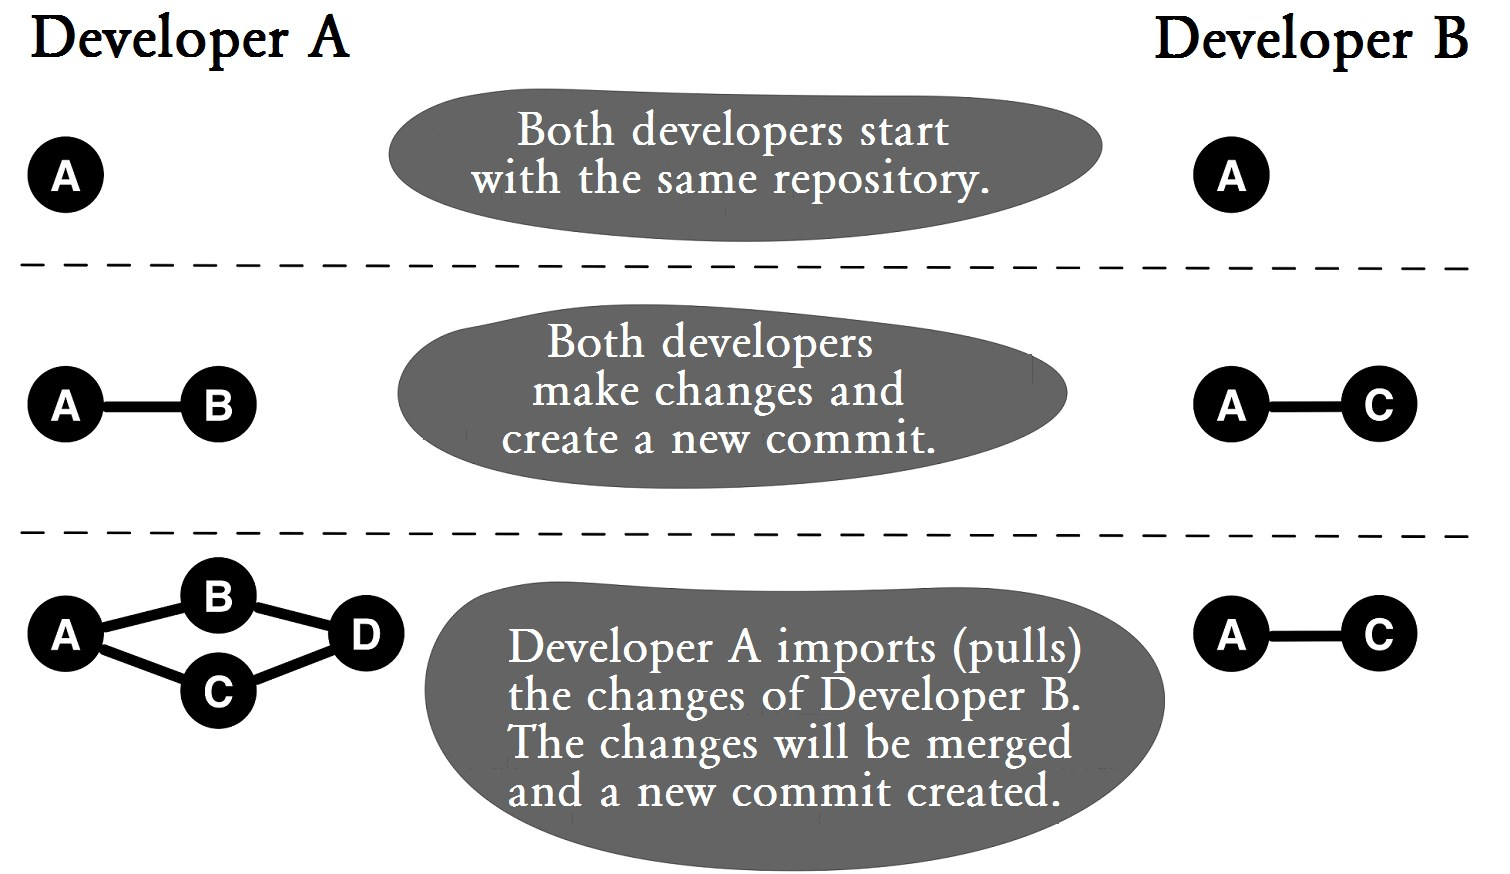 Developer A
Developer B
A
Both developers start
with the same repository.
A
A
B
Both developers
make changes and
create a new commit.
A
C
A
B
C
D
Developer A imports (pulls)
the changes of Developer B.
The changes will be merged
and a new commit created.
A
C